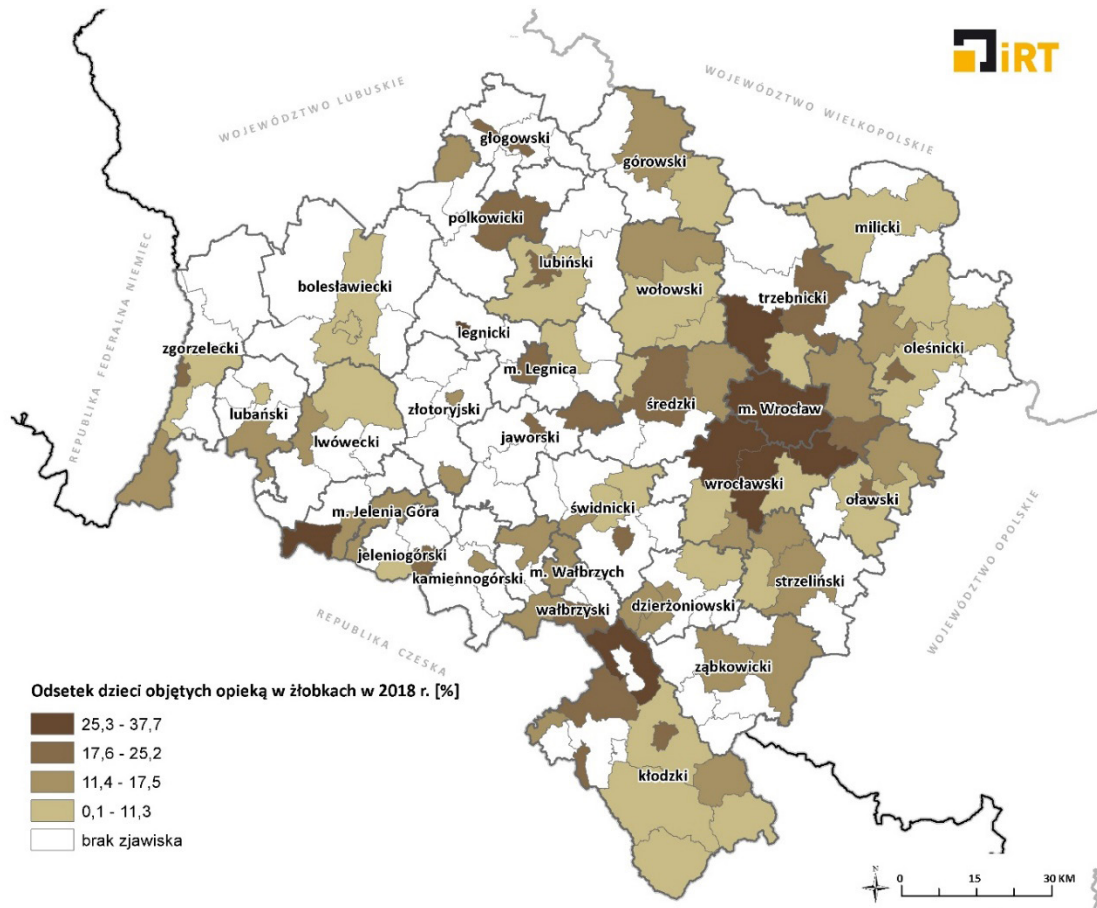 iRT
WOJEWÓDZTWO LUBUSKIE
WOJEWÓDZTWO WIELKOPOLSKIE
głogowski
górowski
polkowicki
milicki
lubiński
bolesławiecki
wołowski
trzebnicki
REPUBLIKA FEDERALNA NIEMIEC
legnicki
zgorzelecki
oleśnicki
m. Legnica
lubański
złotoryjski
średzki
m. Wrocław
lwówecki
jaworski
wrocławski
oławski
m. Jelenia Góra
świdnicki
jeleniogórski
kamiennogórski
m. Wałbrzych
strzeliński
wałbrzyski
dzierżoniowski
WOJEWÓDZTWO OPOLSKIE
REPUBLIKA CZESKA
ząbkowicki
kłodzki
Odsetek dzieci objętych opieką w żłobkach w 2018 r. [%]
25,3 - 37,7
17,6 - 25,2
11,4 - 17,5
0,1 - 11,3
brak zjawiska
N
0 15 30 KM